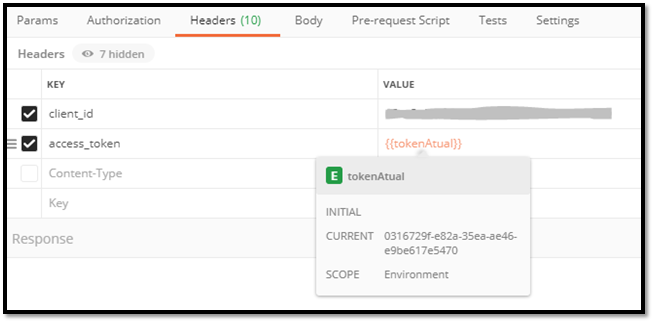 Params Authorization Headers (10) Body Pre-request Script Tests Settings
Headers 7 hidden
KEY VALUE
client_id
access_token {{tokenAtual}}
Content-Type
Key
E tokenAtual
INITIAL
CURRENT 0316729f-e82a-35ea-ae46-
e9be617e5470
SCOPE Environment
Response